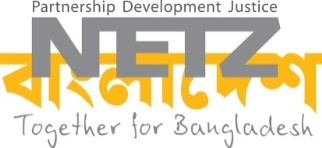 Partnership Development Justice
NETZ
বাংলাদেশ
Together for Bangladesh